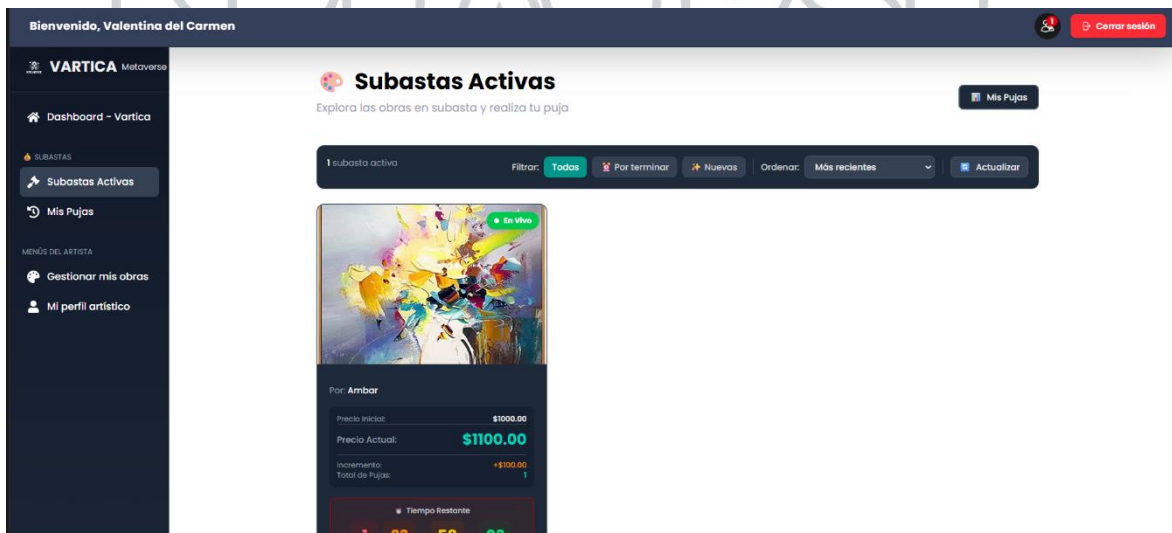 Bienvenido, Valentina del Carmen
1
Cerrar sesión
VARTICA Metaverse
Dashboard - Vartica
SUBASTAS
Subastas Activas
Mis Pujas
MENÚS DEL ARTISTA
Gestionar mis obras
Mi perfil artístico
Subastas Activas
Explora las obras en subasta y realiza tu puja
Mis Pujas
1 subasta activa
Filtrar: Todas Por terminar Nuevas Ordenar: Más recientes Actualizar
En Vivo
Por: Ambar
Precio Inicial: $1000.00
Precio Actual: $1100.00
Incremento: +$100.00
Total de Pujas: 1
Tiempo Restante